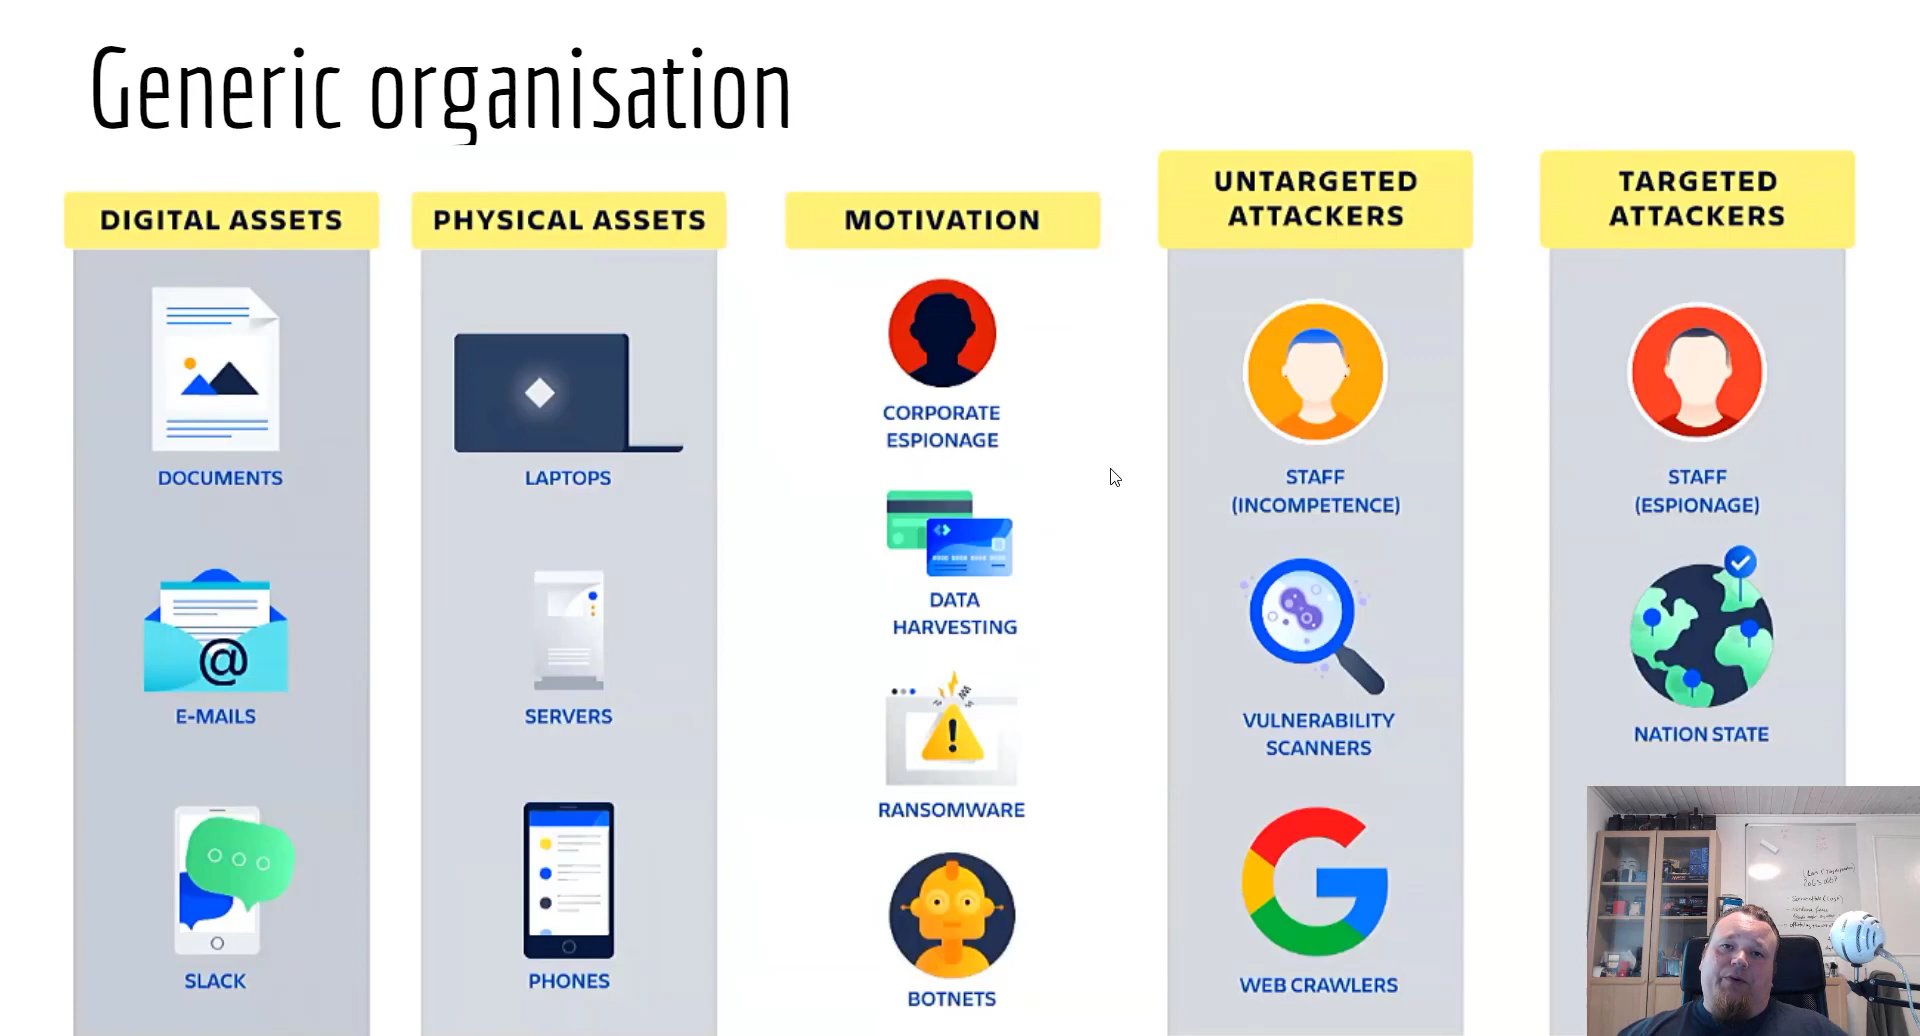 Generic organisation
DIGITAL ASSETS
DOCUMENTS
@
E-MAILS
SLACK
PHYSICAL ASSETS
LAPTOPS
SERVERS
PHONES
MOTIVATION
CORPORATE
ESPIONAGE
DATA
HARVESTING
RANSOMWARE
BOTNETS
UNTARGETED
ATTACKERS
STAFF
(INCOMPETENCE)
VULNERABILITY
SCANNERS
WEB CRAWLERS
TARGETED
ATTACKERS
STAFF
(ESPIONAGE)
NATION STATE